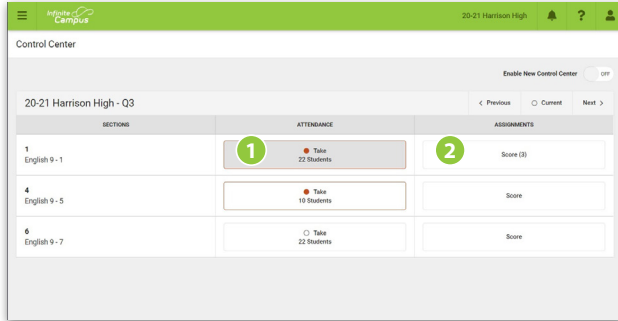 Infinite
Campus
20-21 Harrison High
?
Control Center
Enable New Control Center
OFF
20-21 Harrison High - Q3
< Previous
Current
Next >
SECTIONS
ATTENDANCE
ASSIGNMENTS
1
English 9 - 1
1
Take
22 Students
2
Score (3)
4
English 9 - 5
Take
10 Students
Score
6
English 9 - 7
Take
22 Students
Score